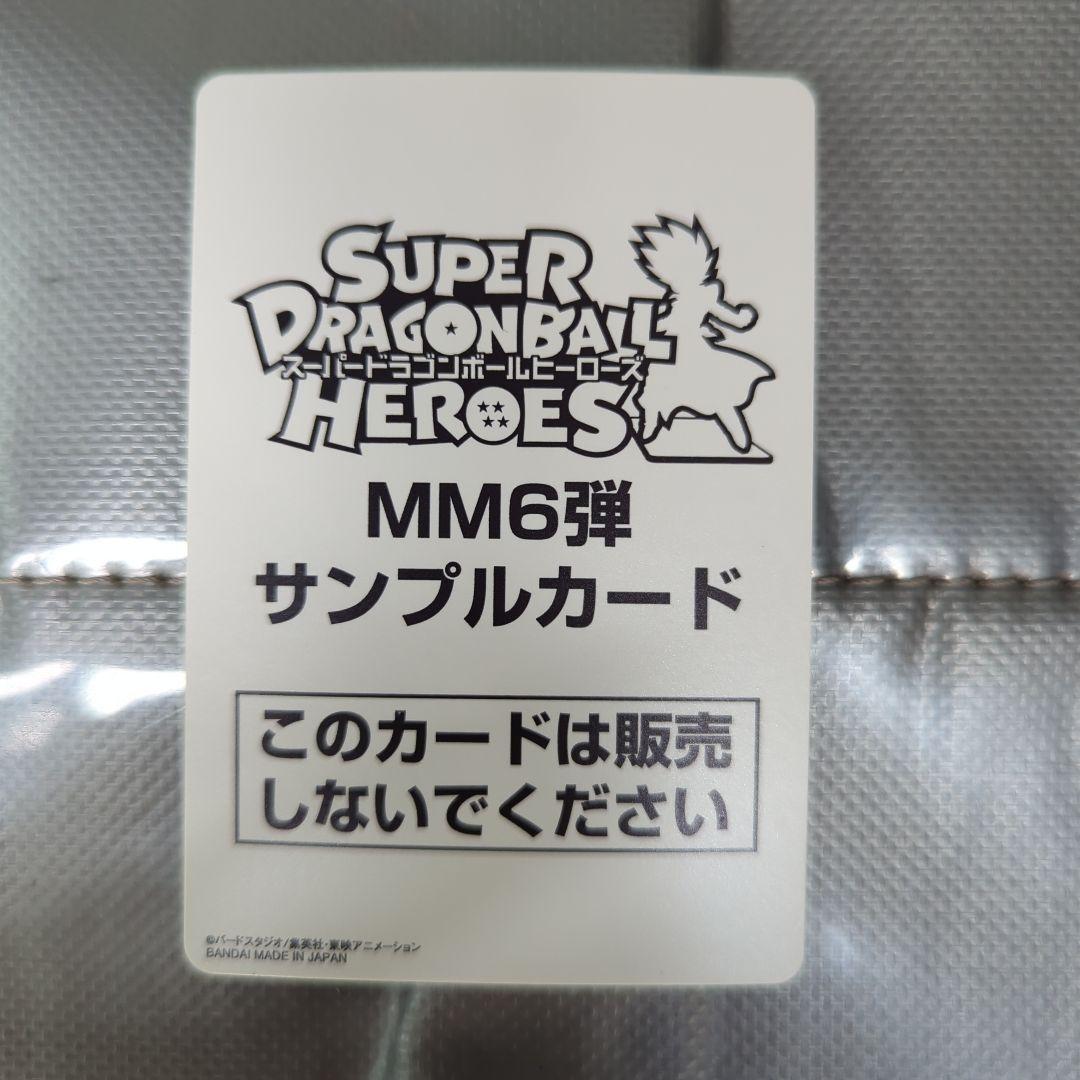 SUPER
DRAGONBALL
スーパードラゴンボールヒーローズ
HEROES
MM6弾
サンプルカード
このカードは販売
しないでください
©バードスタジオ/集英社・東映アニメーション
BANDAI MADE IN JAPAN